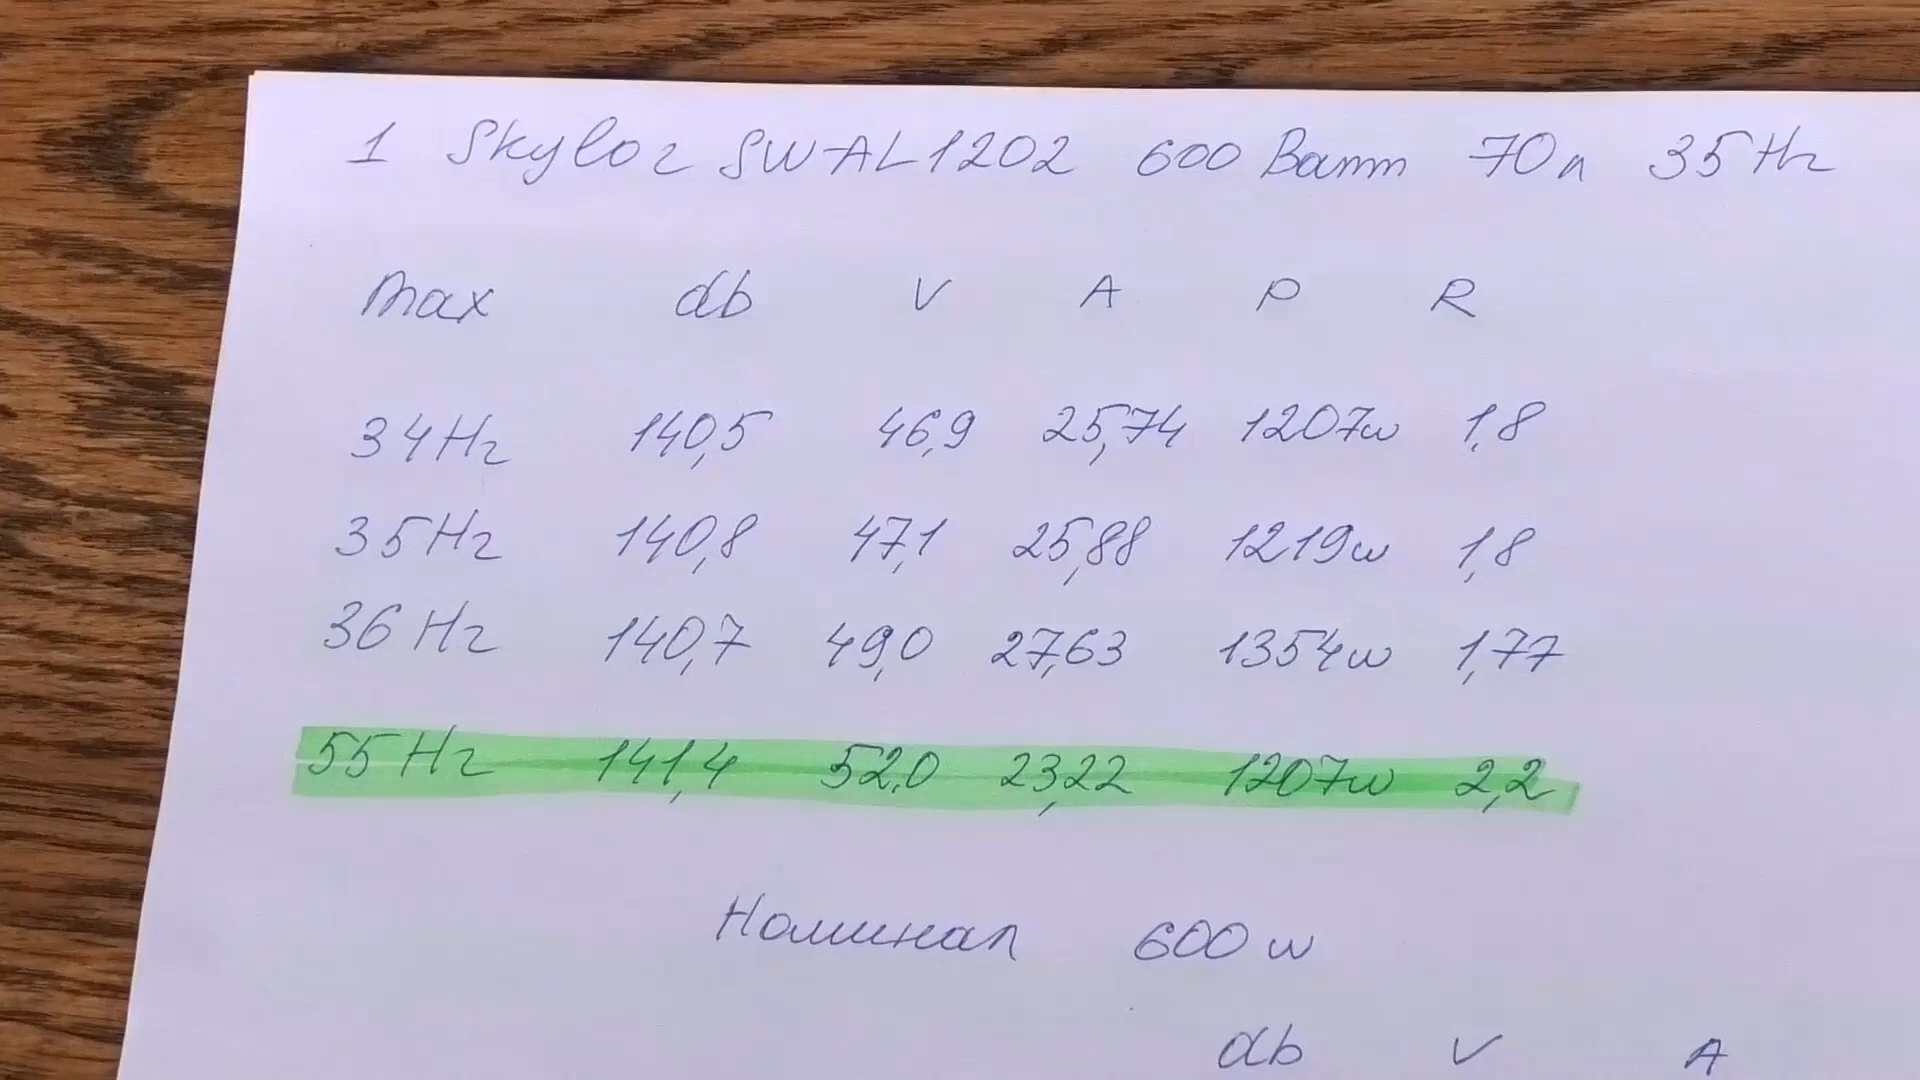 1 Skylor SW-AL1202 600 Ватт 70л 35Hz
max db V A P R
34Hz 140,5 46,9 25,74 1207w 1,8
35Hz 140,8 47,1 25,88 1219w 1,8
36Hz 140,7 49,0 27,63 1354w 1,77
55Hz 141,4 52,0 23,22 1207w 2,2
Номинал 600w
db V A